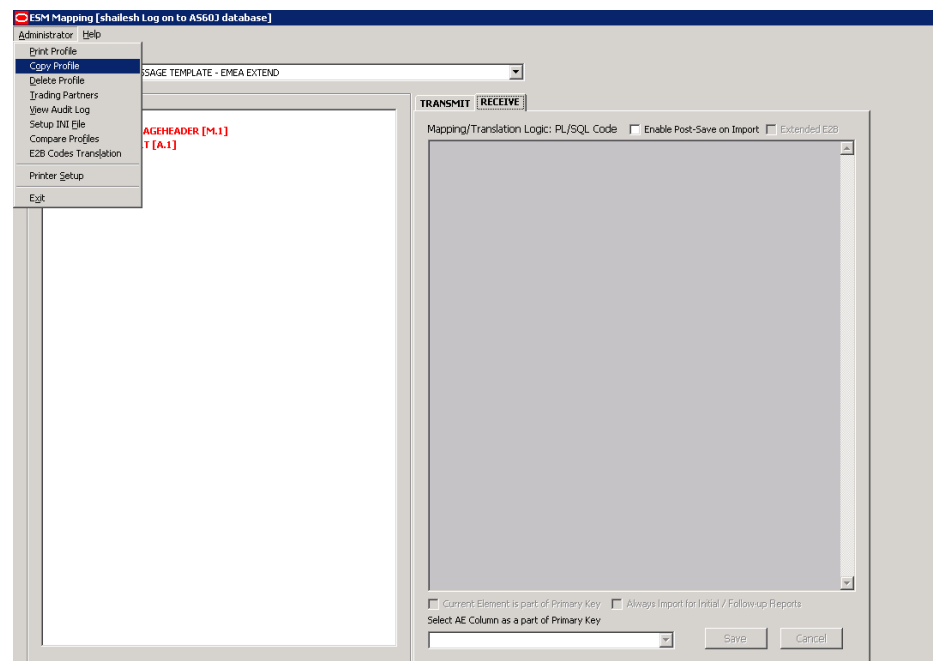 ESM Mapping [shailesh Log on to AS60J database]
Administrator Help
Print Profile
Copy Profile
Delete Profile
Trading Partners
View Audit Log
Setup INI File
Compare Profiles
E2B Codes Translation
Printer Setup
Exit
SSAGE TEMPLATE - EMEA EXTEND
AGEHEADER [M.1]
T [A.1]
TRANSMIT RECEIVE
Mapping/Translation Logic: PL/SQL Code Enable Post-Save on Import Extended E2B
Current Element is part of Primary Key Always Import for Initial / Follow-up Reports
Select AE Column as a part of Primary Key
Save Cancel